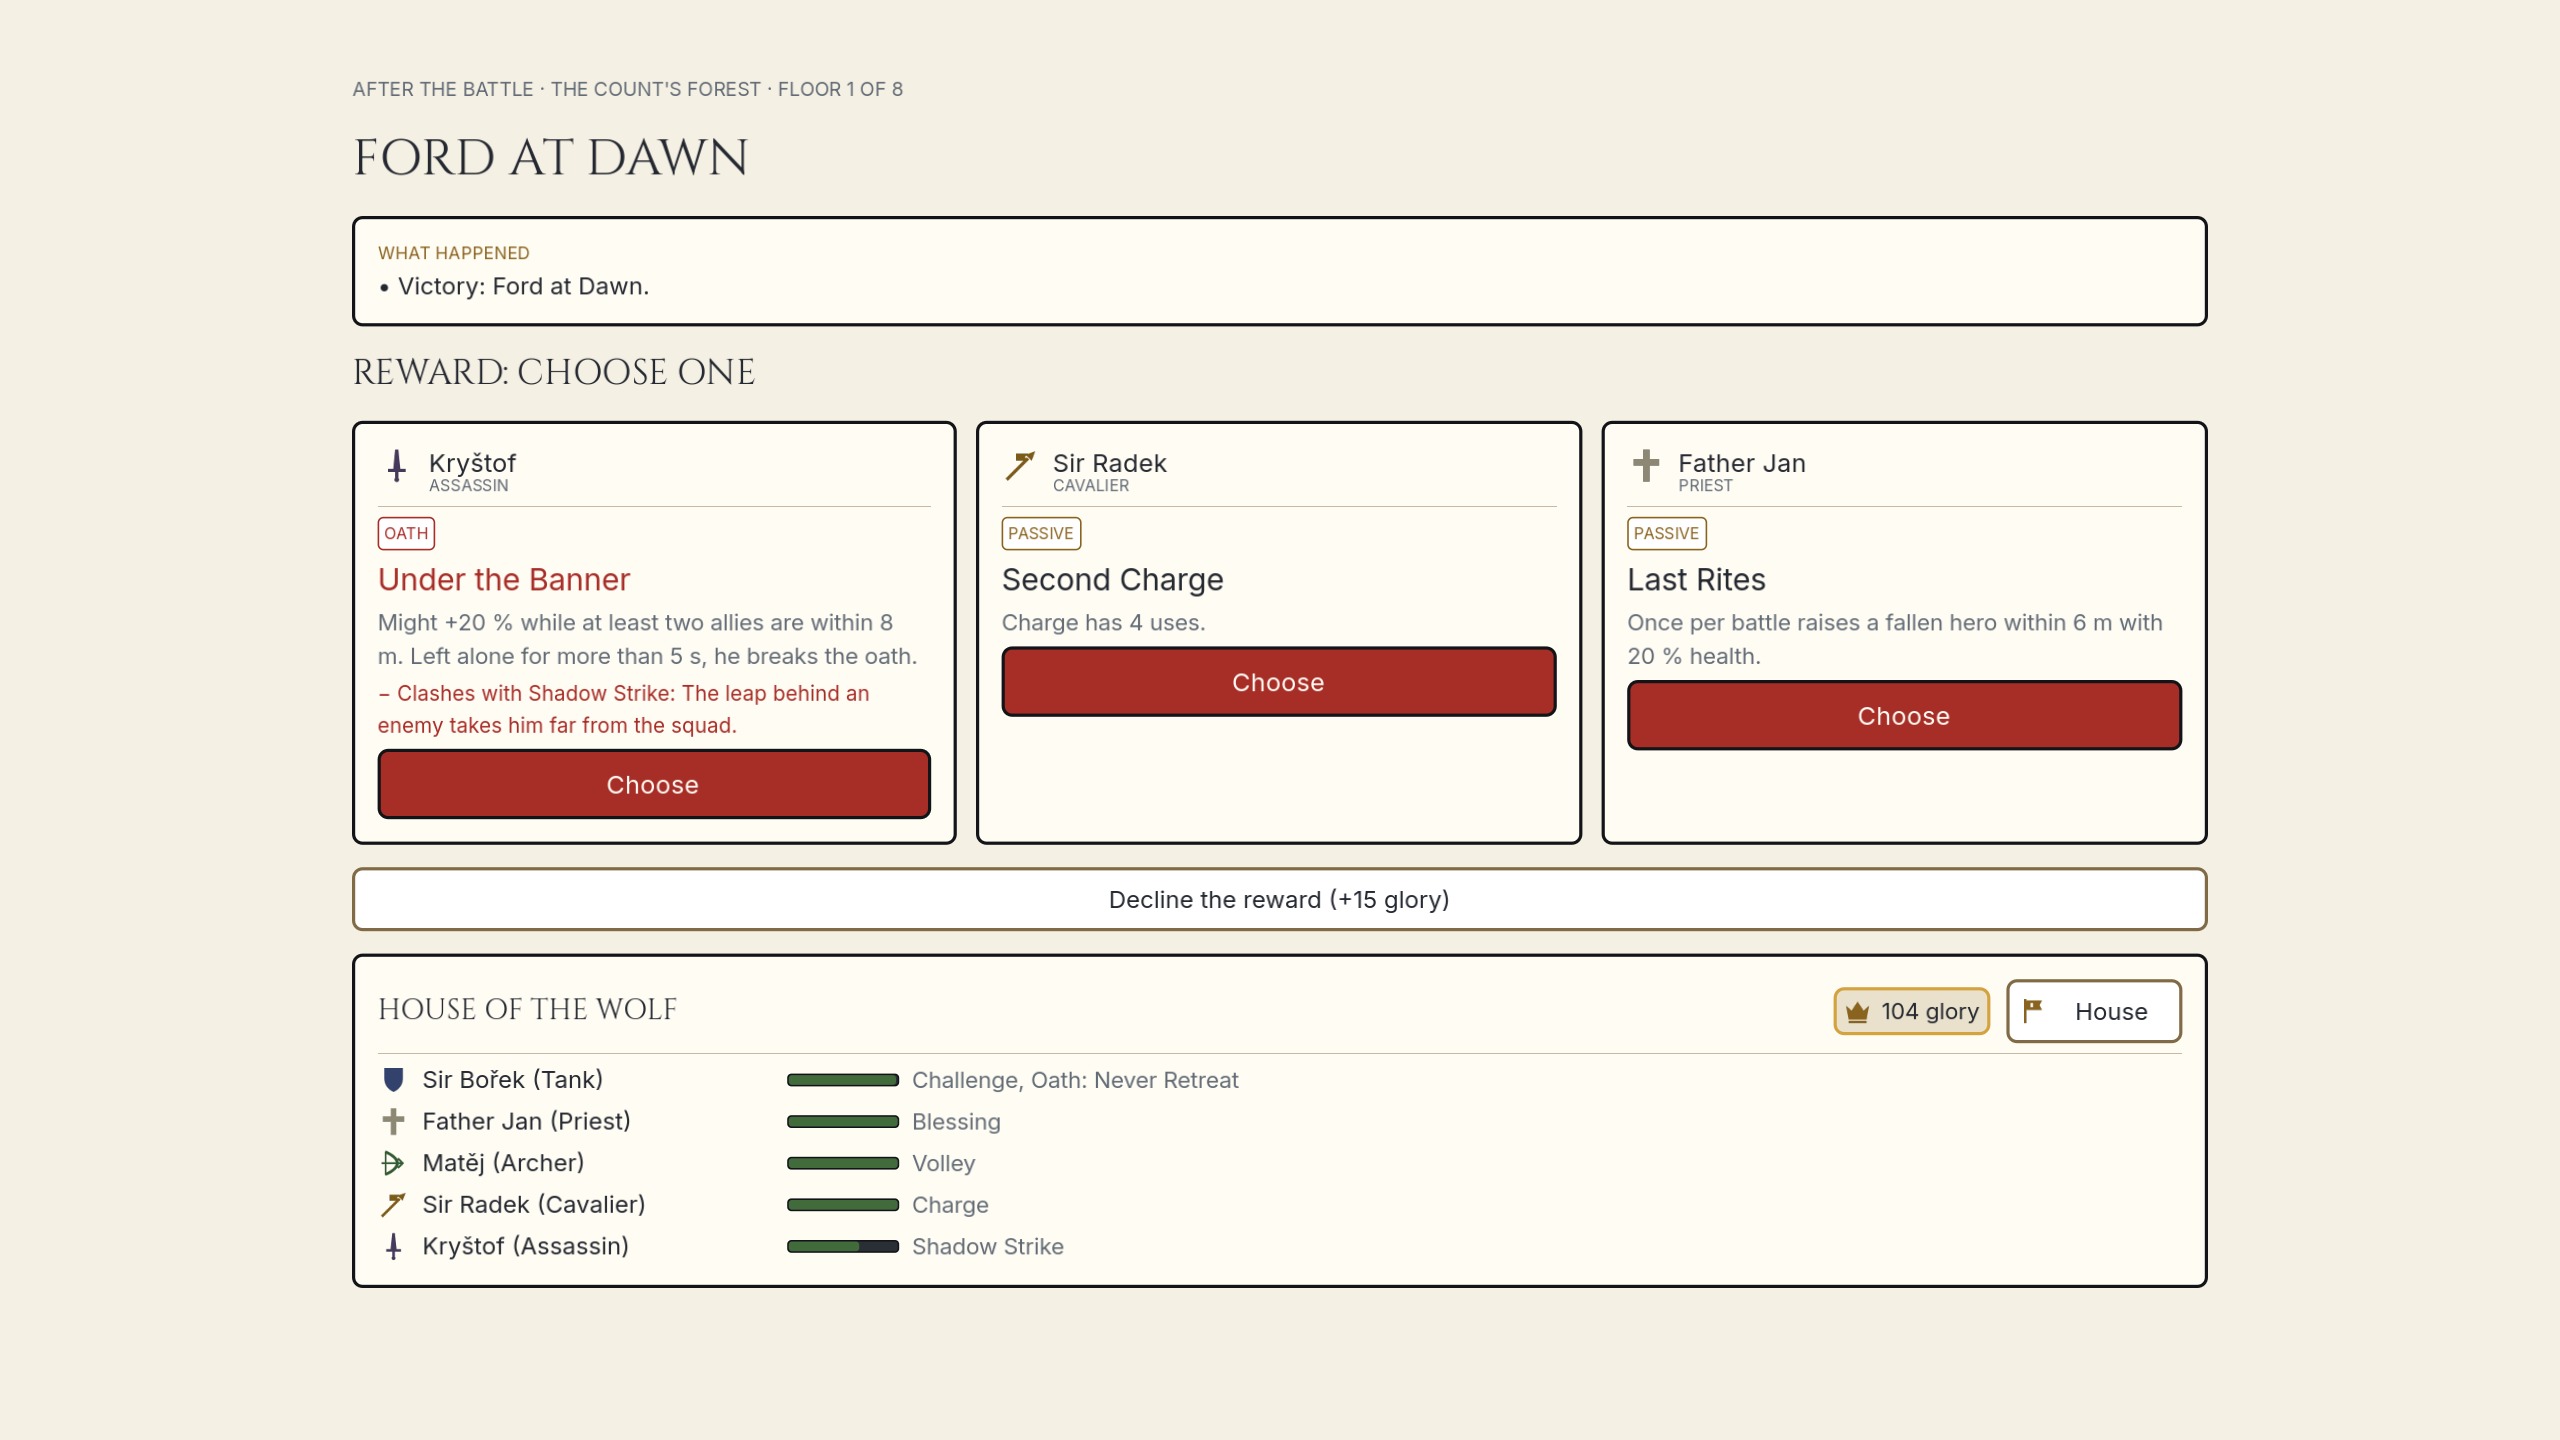 AFTER THE BATTLE · THE COUNT'S FOREST · FLOOR 1 OF 8
FORD AT DAWN
WHAT HAPPENED
• Victory: Ford at Dawn.
REWARD: CHOOSE ONE
Kryštof
ASSASSIN
OATH
Under the Banner
Might +20 % while at least two allies are within 8
m. Left alone for more than 5 s, he breaks the oath.
– Clashes with Shadow Strike: The leap behind an
enemy takes him far from the squad.
Choose
Sir Radek
CAVALIER
PASSIVE
Second Charge
Charge has 4 uses.
Choose
Father Jan
PRIEST
PASSIVE
Last Rites
Once per battle raises a fallen hero within 6 m with
20 % health.
Choose
Decline the reward (+15 glory)
HOUSE OF THE WOLF
104 glory
House
Sir Bořek (Tank)
Challenge, Oath: Never Retreat
Father Jan (Priest)
Blessing
Matěj (Archer)
Volley
Sir Radek (Cavalier)
Charge
Kryštof (Assassin)
Shadow Strike